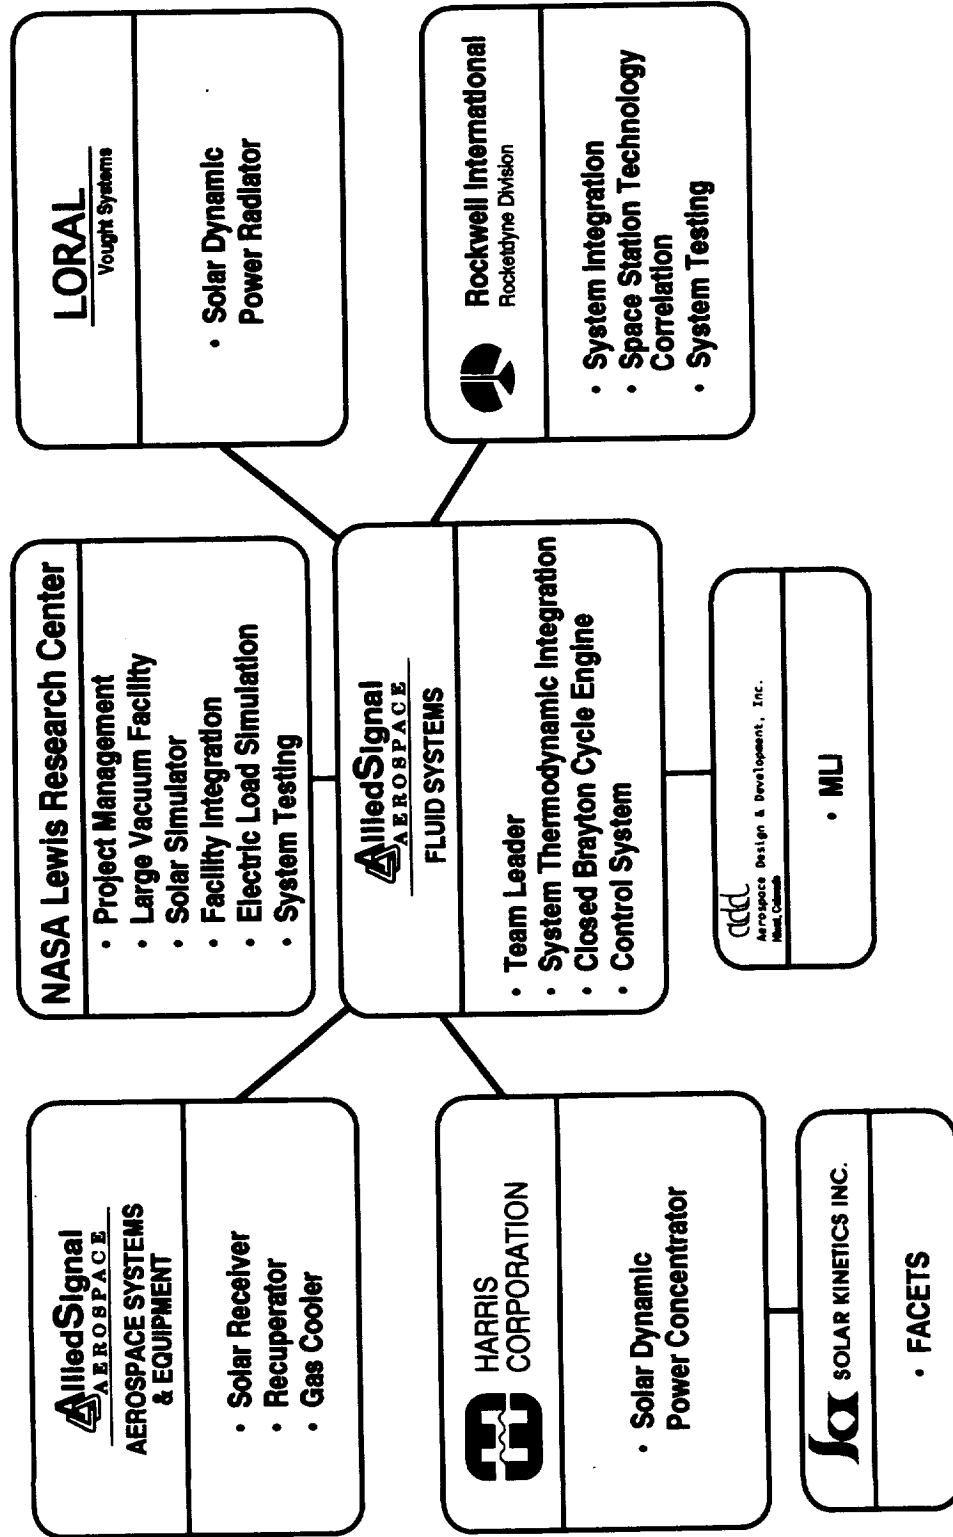 AlliedSignal
AEROSPACE
AEROSPACE SYSTEMS
& EQUIPMENT
• Solar Receiver
• Recuperator
• Gas Cooler
NASA Lewis Research Center
• Project Management
• Large Vacuum Facility
• Solar Simulator
• Facility Integration
• Electric Load Simulation
• System Testing
LORAL
Vought Systems
• Solar Dynamic
Power Radiator
AlliedSignal
AEROSPACE
FLUID SYSTEMS
• Team Leader
• System Thermodynamic Integration
• Closed Brayton Cycle Engine
• Control System
HARRIS
CORPORATION
• Solar Dynamic
Power Concentrator
Rockwell International
Rocketdyne Division
• System Integration
• Space Station Technology
Correlation
• System Testing
SOLAR KINETICS INC.
• FACETS
add
Aerospace Design & Development, Inc.
Niwot, Colorado
• MLI